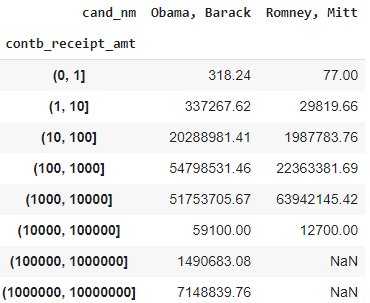 cand_nm Obama, Barack Romney, Mitt
contb_receipt_amt
(0, 1] 318.24 77.00
(1, 10] 337267.62 29819.66
(10, 100] 20288981.41 1987783.76
(100, 1000] 54798531.46 22363381.69
(1000, 10000] 51753705.67 63942145.42
(10000, 100000] 59100.00 12700.00
(100000, 1000000] 1490683.08 NaN
(1000000, 10000000] 7148839.76 NaN